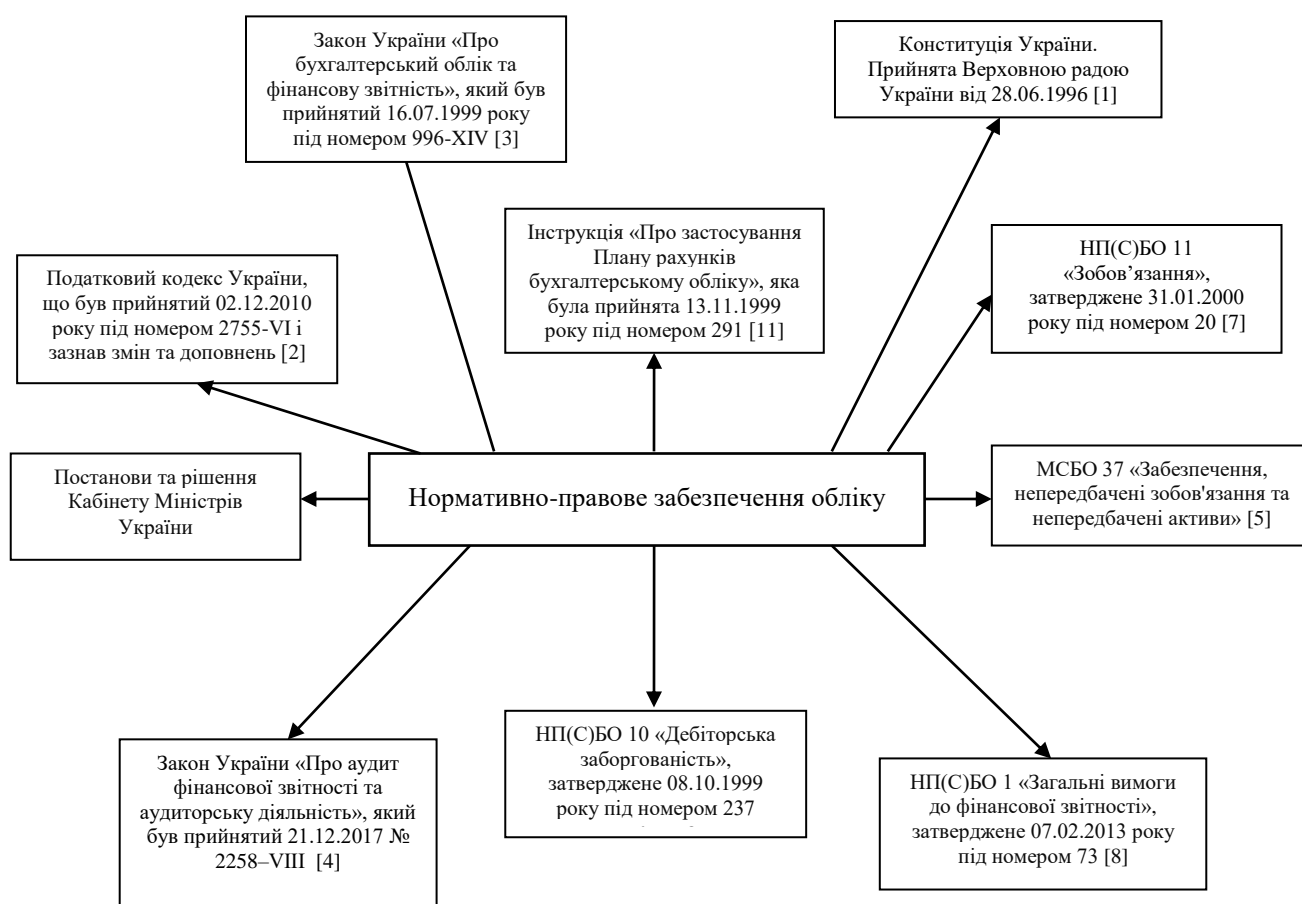 Закон України «Про
бухгалтерський облік та
фінансову звітність», який був
прийнятий 16.07.1999 року
під номером 996-XIV [3]
Конституція України.
Прийнята Верховною радою
України від 28.06.1996 [1]
Інструкція «Про застосування
Плану рахунків
бухгалтерському обліку», яка
була прийнята 13.11.1999
року під номером 291 [11]
НП(С)БО 11
«Зобов’язання»,
затверджене 31.01.2000
року під номером 20 [7]
Податковий кодекс України,
що був прийнятий 02.12.2010
року під номером 2755-VI і
зазнав змін та доповнень [2]
Постанови та рішення
Кабінету Міністрів
України
Нормативно-правове забезпечення обліку
МСБО 37 «Забезпечення,
непередбачені зобов'язання та
непередбачені активи» [5]
Закон України «Про аудит
фінансової звітності та
аудиторську діяльність», який
був прийнятий 21.12.2017 №
2258–VIII [4]
НП(С)БО 10 «Дебіторська
заборгованість»,
затверджене 08.10.1999
року під номером 237
НП(С)БО 1 «Загальні вимоги
до фінансової звітності»,
затверджене 07.02.2013 року
під номером 73 [8]